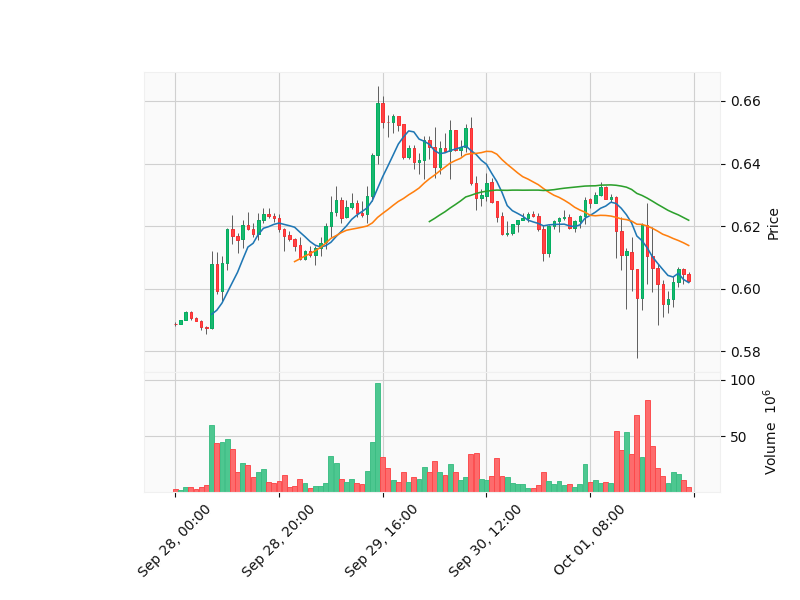 0.66
0.64
0.62
0.60
0.58
Price
100
50
Volume 10^6
Sep 28, 00:00
Sep 28, 20:00
Sep 29, 16:00
Sep 30, 12:00
Oct 01, 08:00